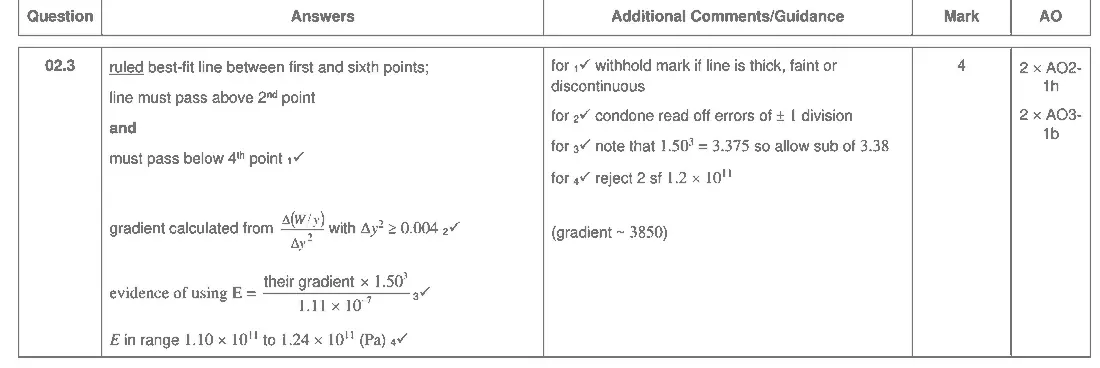 Question Answers Additional Comments/Guidance Mark AO
02.3 ruled best-fit line between first and sixth points;
line must pass above 2nd point
and
must pass below 4th point 1✓
gradient calculated from Δ(W/y)/Δy² with Δy² ≥ 0.004 2✓
evidence of using E = their gradient × 1.50³/1.11 × 10⁻⁷ 3✓
E in range 1.10 × 10¹¹ to 1.24 × 10¹¹ (Pa) 4✓
for 1✓ withhold mark if line is thick, faint or
discontinuous
for 2✓ condone read off errors of ± 1 division
for 3✓ note that 1.50³ = 3.375 so allow sub of 3.38
for 4✓ reject 2 sf 1.2 × 10¹¹
(gradient ~ 3850)
4
2 × AO2-
1h
2 × AO3-
1b